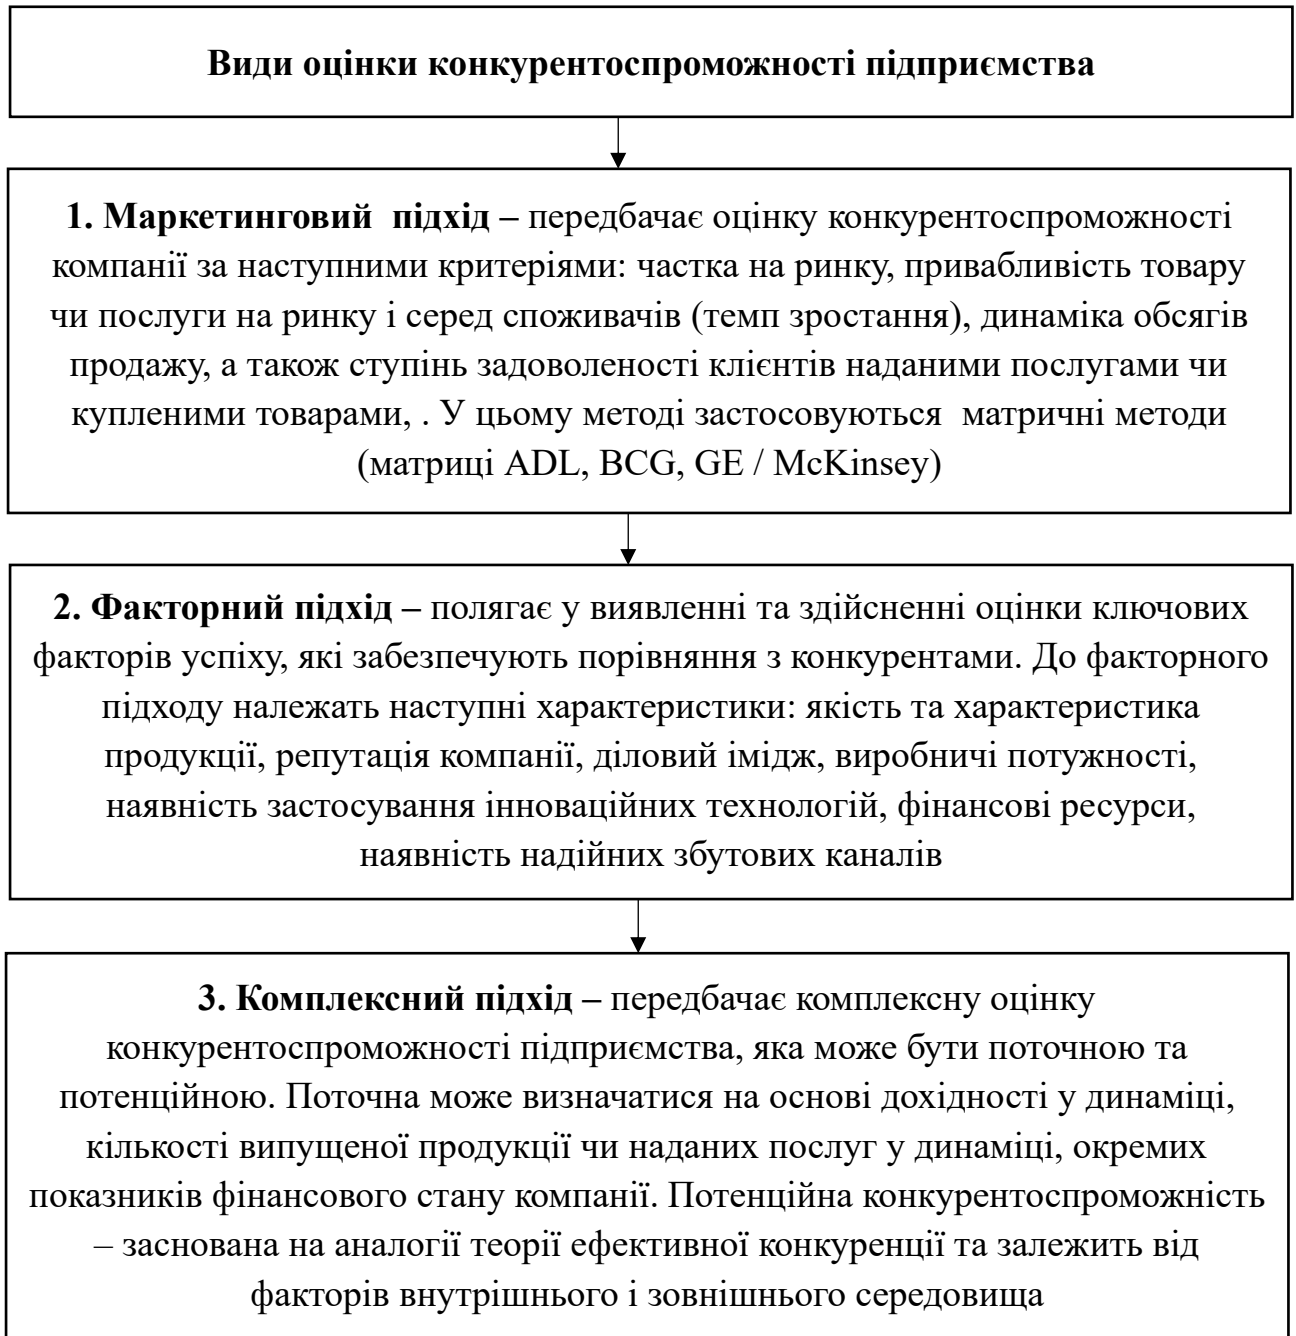 Види оцінки конкурентоспроможності підприємства
1. Маркетинговий  підхід – передбачає оцінку конкурентоспроможності
компанії за наступними критеріями: частка на ринку, привабливість товару
чи послуги на ринку і серед споживачів (темп зростання), динаміка обсягів
продажу, а також ступінь задоволеності клієнтів наданими послугами чи
купленими товарами, . У цьому методі застосовуються  матричні методи
(матриці ADL, BCG, GE / McKinsey)
2. Факторний підхід – полягає у виявленні та здійсненні оцінки ключових
факторів успіху, які забезпечують порівняння з конкурентами. До факторного
підходу належать наступні характеристики: якість та характеристика
продукції, репутація компанії, діловий імідж, виробничі потужності,
наявність застосування інноваційних технологій, фінансові ресурси,
наявність надійних збутових каналів
3. Комплексний підхід – передбачає комплексну оцінку
конкурентоспроможності підприємства, яка може бути поточною та
потенційною. Поточна може визначатися на основі дохідності у динаміці,
кількості випущеної продукції чи наданих послуг у динаміці, окремих
показників фінансового стану компанії. Потенційна конкурентоспроможність
– заснована на аналогії теорії ефективної конкуренції та залежить від
факторів внутрішнього і зовнішнього середовища